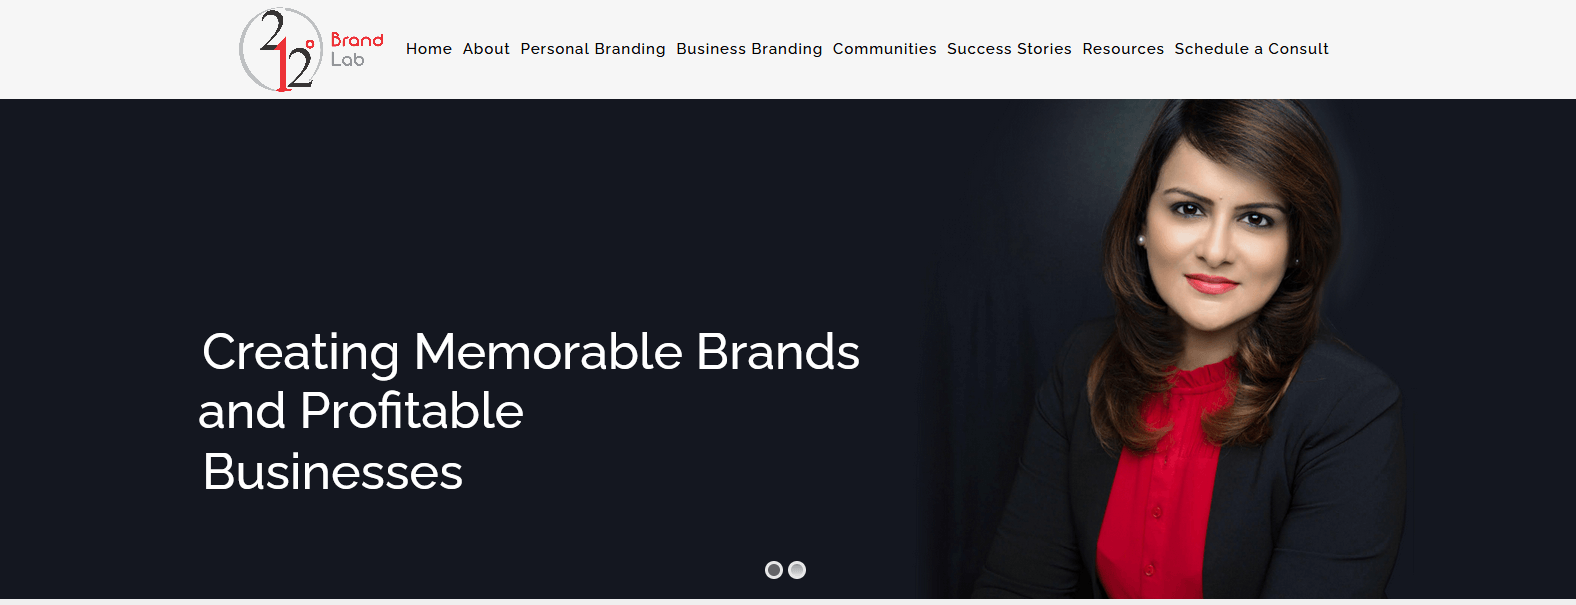 212° Brand
Lab
Home About Personal Branding Business Branding Communities Success Stories Resources Schedule a Consult
Creating Memorable Brands
and Profitable
Businesses